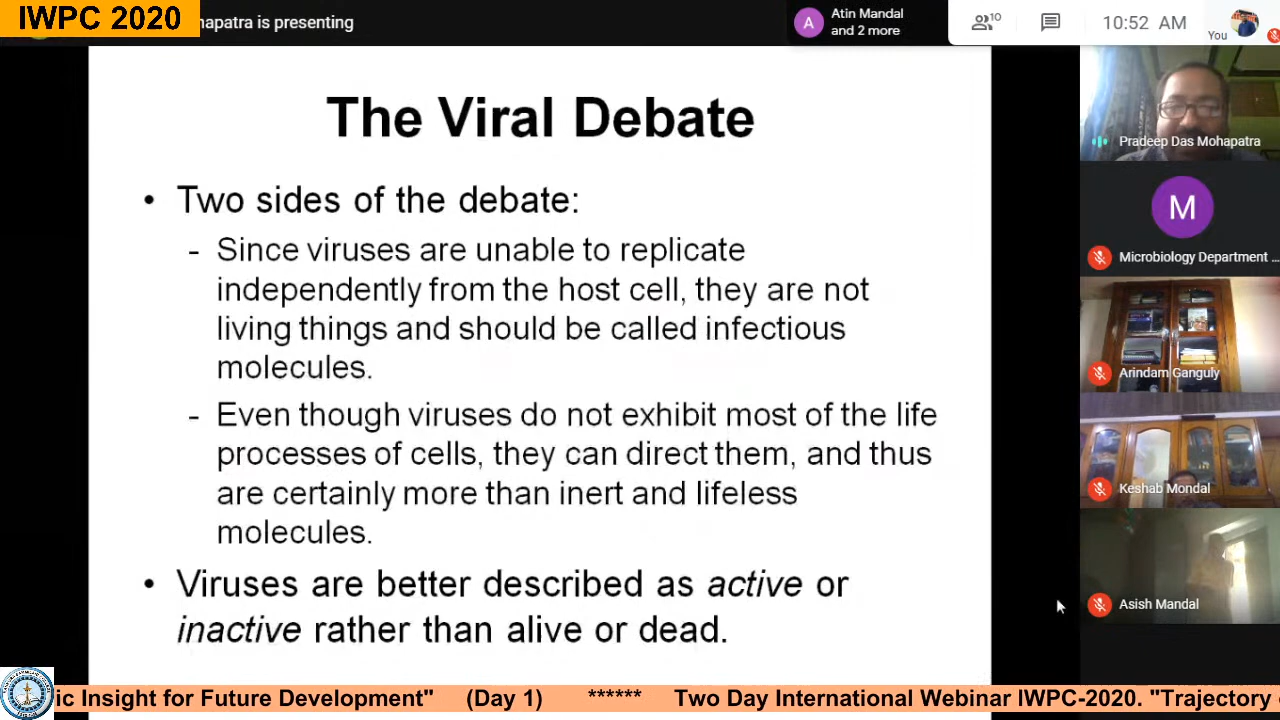 IWPC 2020
hapatra is presenting
A
Atin Mandal
and 2 more
10
10:52 AM
You
The Viral Debate
• Two sides of the debate:
- Since viruses are unable to replicate
independently from the host cell, they are not
living things and should be called infectious
molecules.
- Even though viruses do not exhibit most of the life
processes of cells, they can direct them, and thus
are certainly more than inert and lifeless
molecules.
• Viruses are better described as active or
inactive rather than alive or dead.
Pradeep Das Mohapatra
M
Microbiology Department ...
Arindam Ganguly
Keshab Mondal
Asish Mandal
ic Insight for Future Development" (Day 1) ****** Two Day International Webinar IWPC-2020. "Trajectory